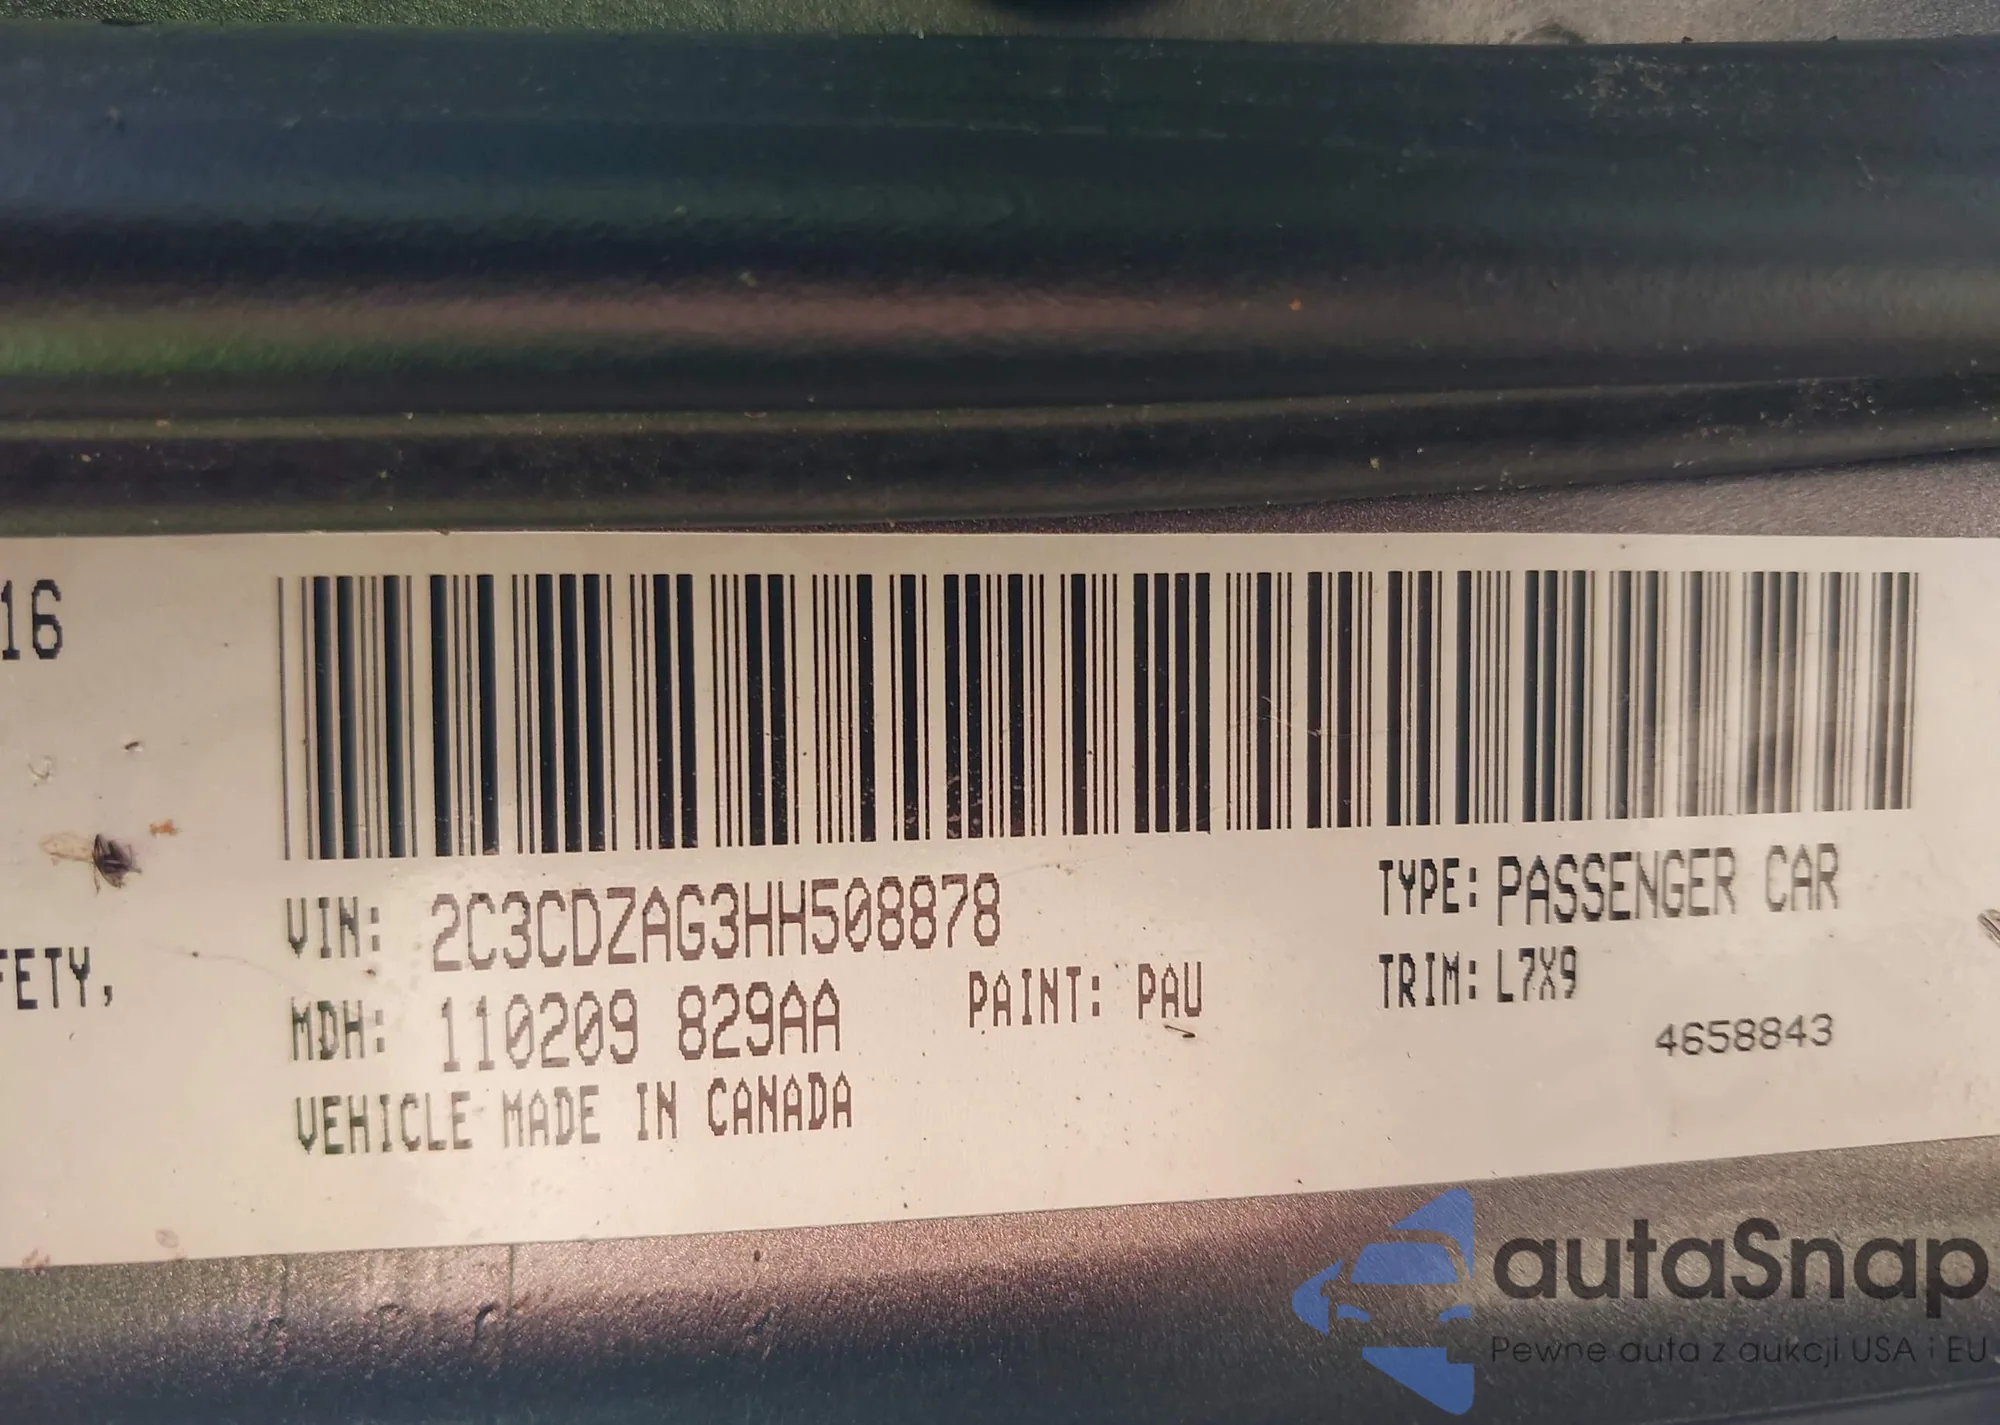 16
FETY,
VIN: 2C3CDZAG3HH508878
TYPE: PASSENGER CAR
MDH: 110209 829AA
PAINT: PAU
TRIM: L7X9
4658843
VEHICLE MADE IN CANADA
autaSnap
Pewne auta z aukcji USA i EU